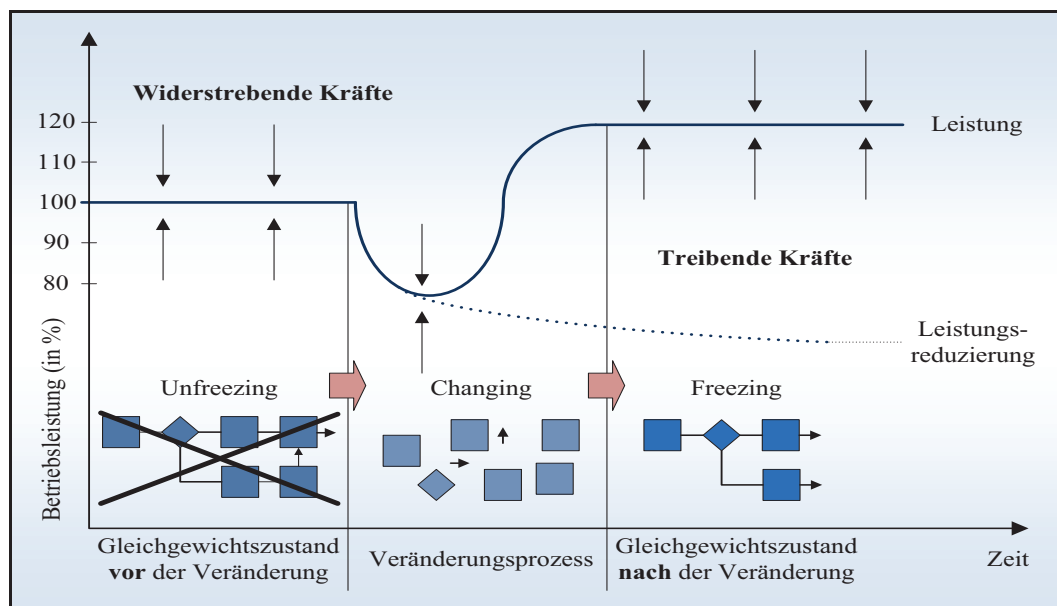 Widerstrebende Kräfte
120
110
100
90
80
Leistung
Treibende Kräfte
Leistungs-
reduzierung
Betriebsleistung (in %)
Unfreezing
Changing
Freezing
Gleichgewichtszustand
vor der Veränderung
Veränderungsprozess
Gleichgewichtszustand
nach der Veränderung
Zeit